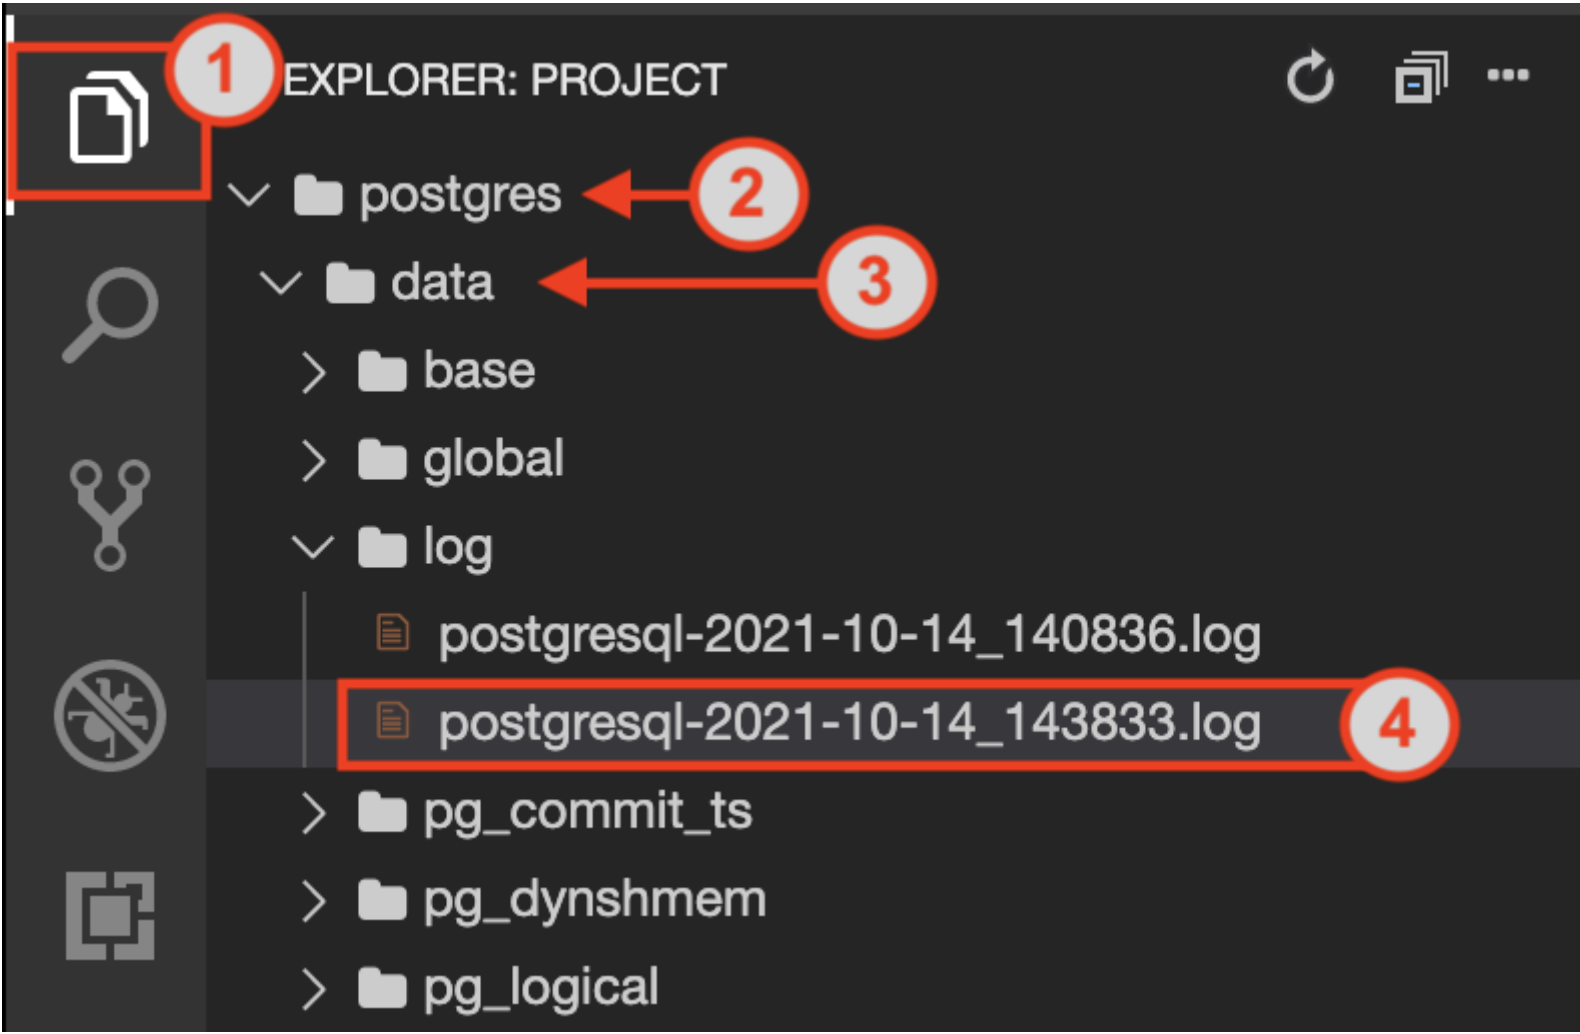 1
EXPLORER: PROJECT
postgres
2
data
3
base
global
log
postgresql-2021-10-14_140836.log
postgresql-2021-10-14_143833.log
4
pg_commit_ts
pg_dynshmem
pg_logical